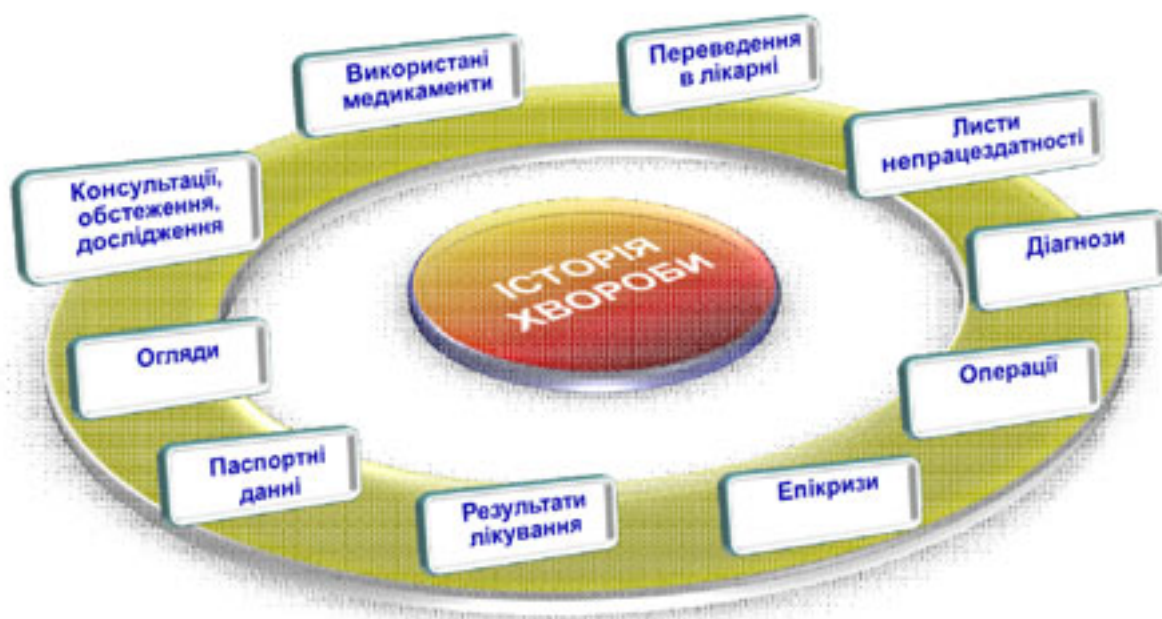 Використані
медикаменти
Переведення
в лікарні
Листи
непрацездатності
Консультації,
обстеження,
дослідження
Діагнози
ІСТОРІЯ
ХВОРОБИ
Огляди
Операції
Паспортні
данні
Результати
лікування
Епікризи